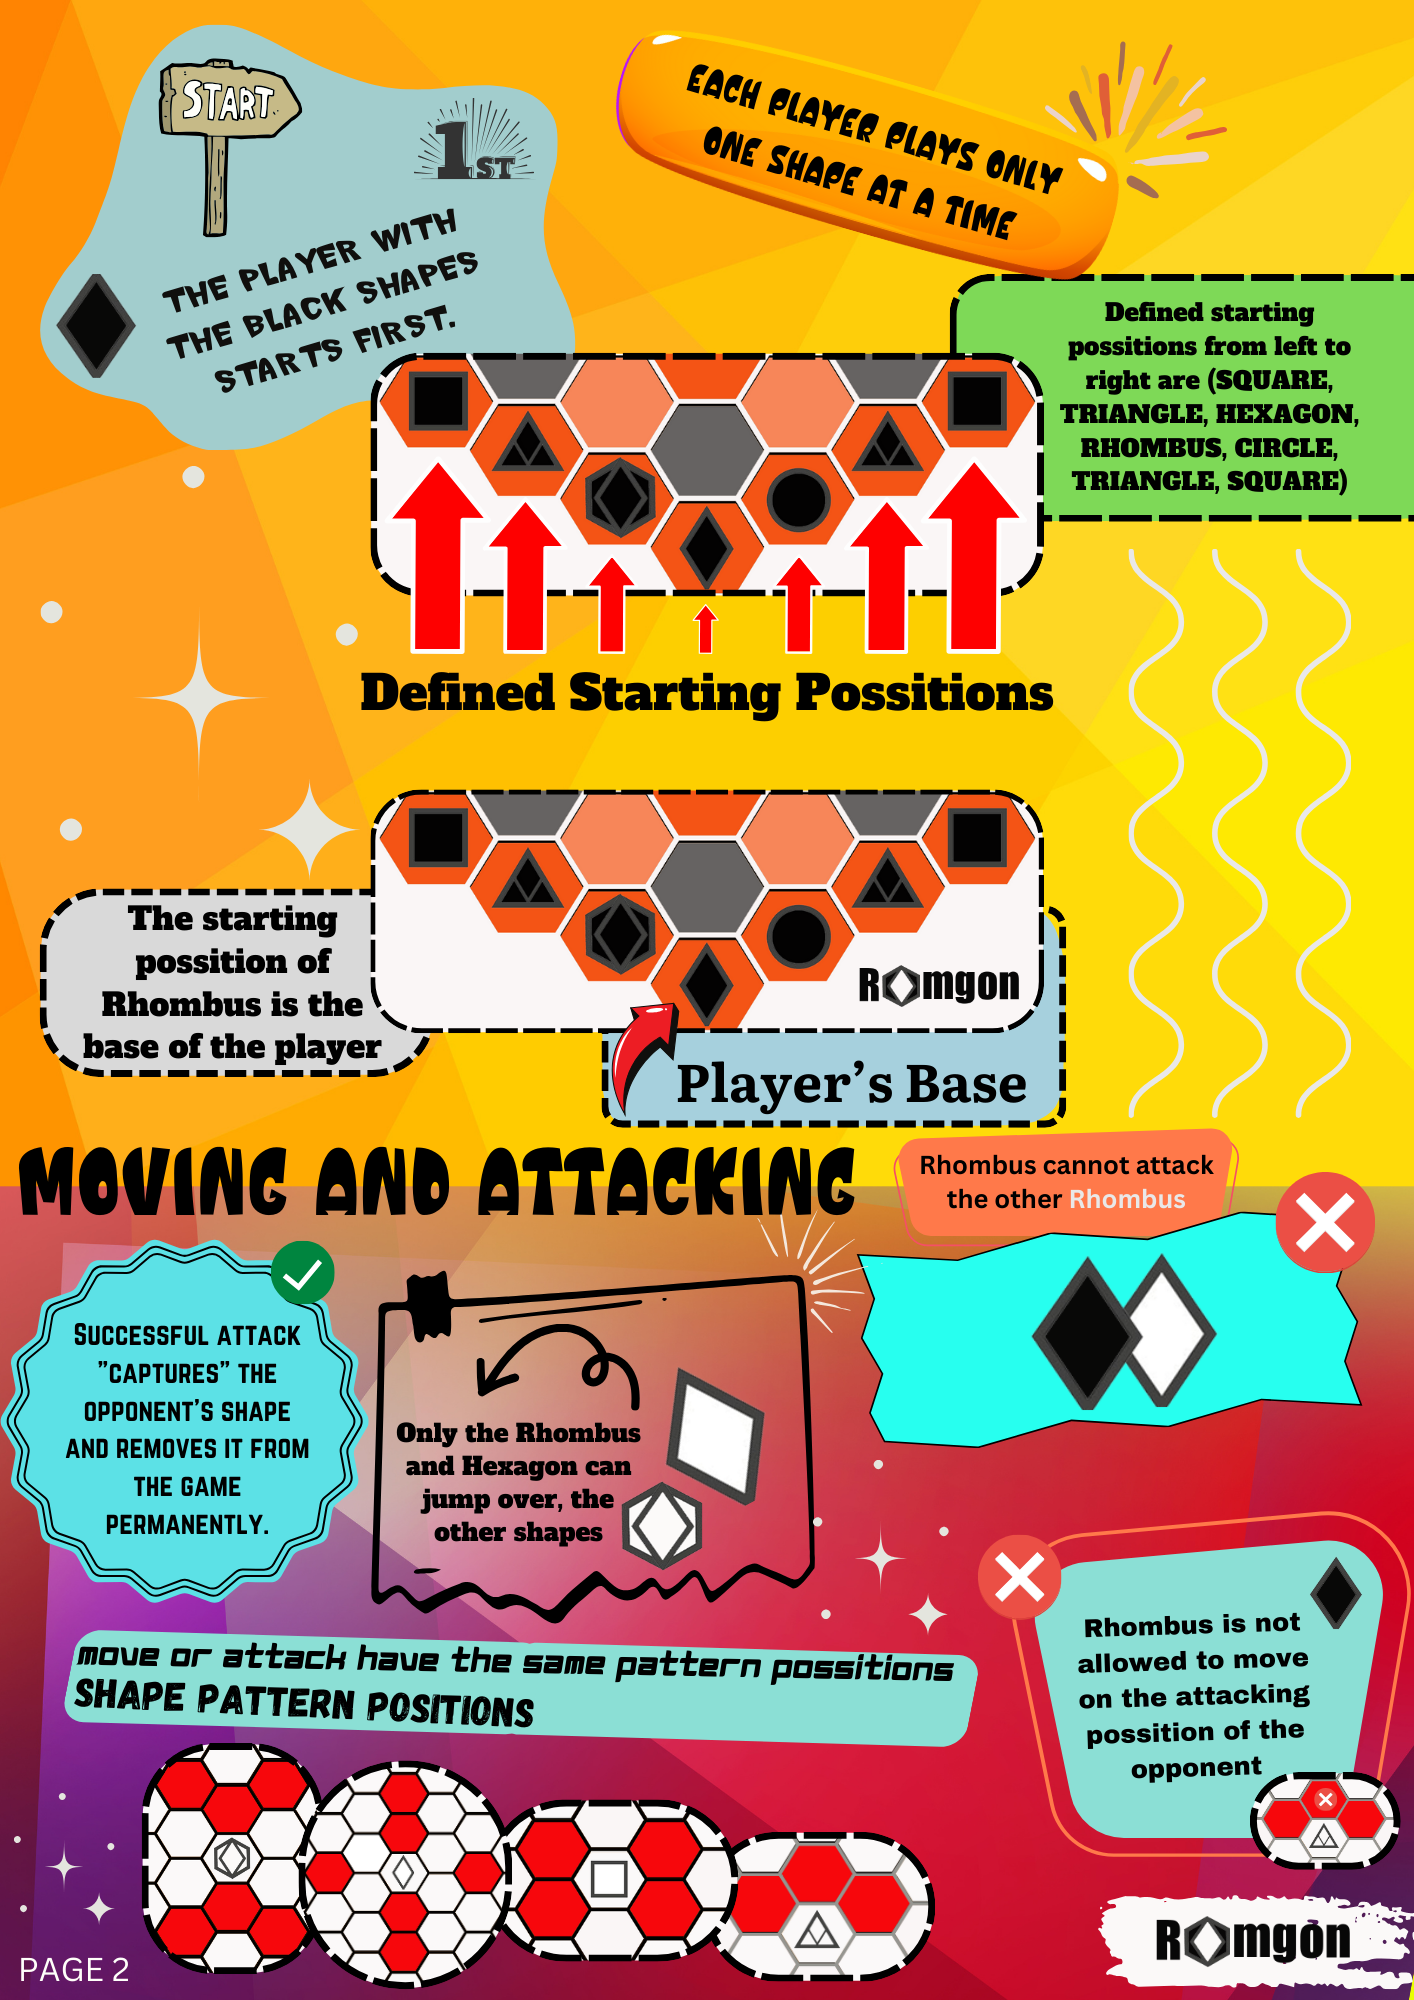 START
1ST
THE PLAYER WITH
THE BLACK SHAPES
STARTS FIRST.
EACH PLAYER PLAYS ONLY
ONE SHAPE AT A TIME
Defined starting
possitions from left to
right are (SQUARE,
TRIANGLE, HEXAGON,
RHOMBUS, CIRCLE,
TRIANGLE, SQUARE)
Defined Starting Possitions
The starting
possition of
Rhombus is the
base of the player
Romgon
Player's Base
MOVING AND ATTACKING
Rhombus cannot attack
the other Rhombus
SUCCESSFUL ATTACK
"CAPTURES" THE
OPPONENT'S SHAPE
AND REMOVES IT FROM
THE GAME
PERMANENTLY.
Only the Rhombus
and Hexagon can
jump over, the
other shapes
Rhombus is not
allowed to move
on the attacking
possition of the
opponent
move or attack have the same pattern possitions
SHAPE PATTERN POSITIONS
Romgon
PAGE 2